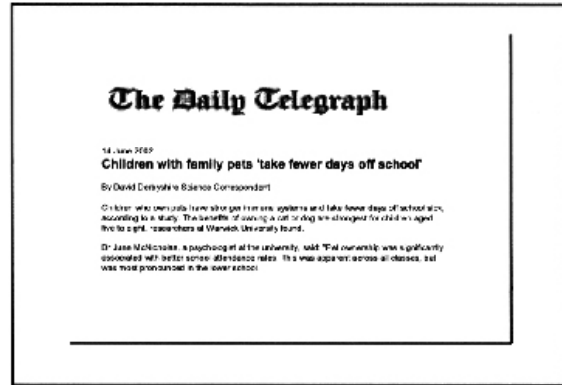 The Daily Telegraph
14 June 2002
Children with family pets 'take fewer days off school'
By David Derbyshire Science Correspondent
Children who own pets have stronger immune systems and take fewer days off school sick,
according to a study. The benefits of owning a cat or dog are strongest for children aged
five to eight, researchers at Warwick University found.
Dr June McNicholas, a psychologist at the university, said: "Pet ownership was significantly
associated with better school attendance rates. This was apparent across all classes, but
was most pronounced in the lower school.